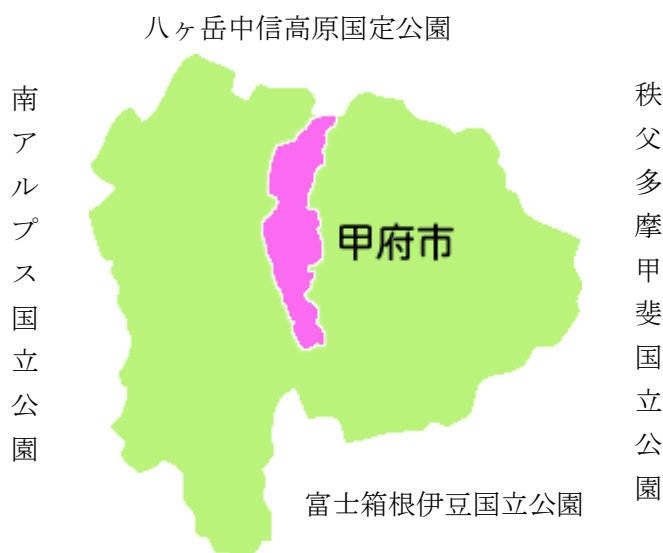 八ヶ岳中信高原国定公園
南アルプス国立公園
秩父多摩甲斐国立公園
甲府市
富士箱根伊豆国立公園